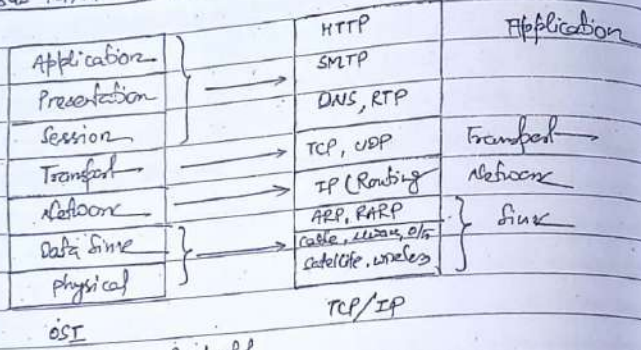 HTTP Application
Application SMTP
Presentation DNS, RTP
Session
TCP, UDP Transport
Transport
IP (Routing Network
Network
ARP, RARP Link
Data Link
cable,
Satellite, wireless
physical
TCP/IP
OSI